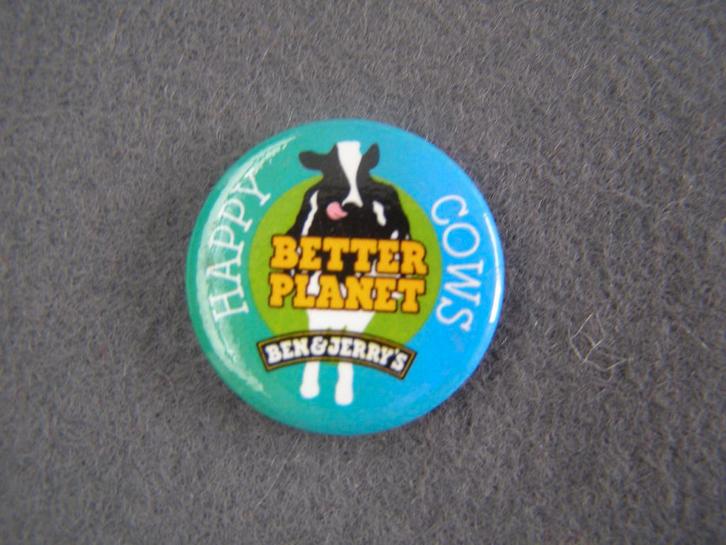 HAPPY
COWS
BETTER
PLANET
BEN & JERRY'S